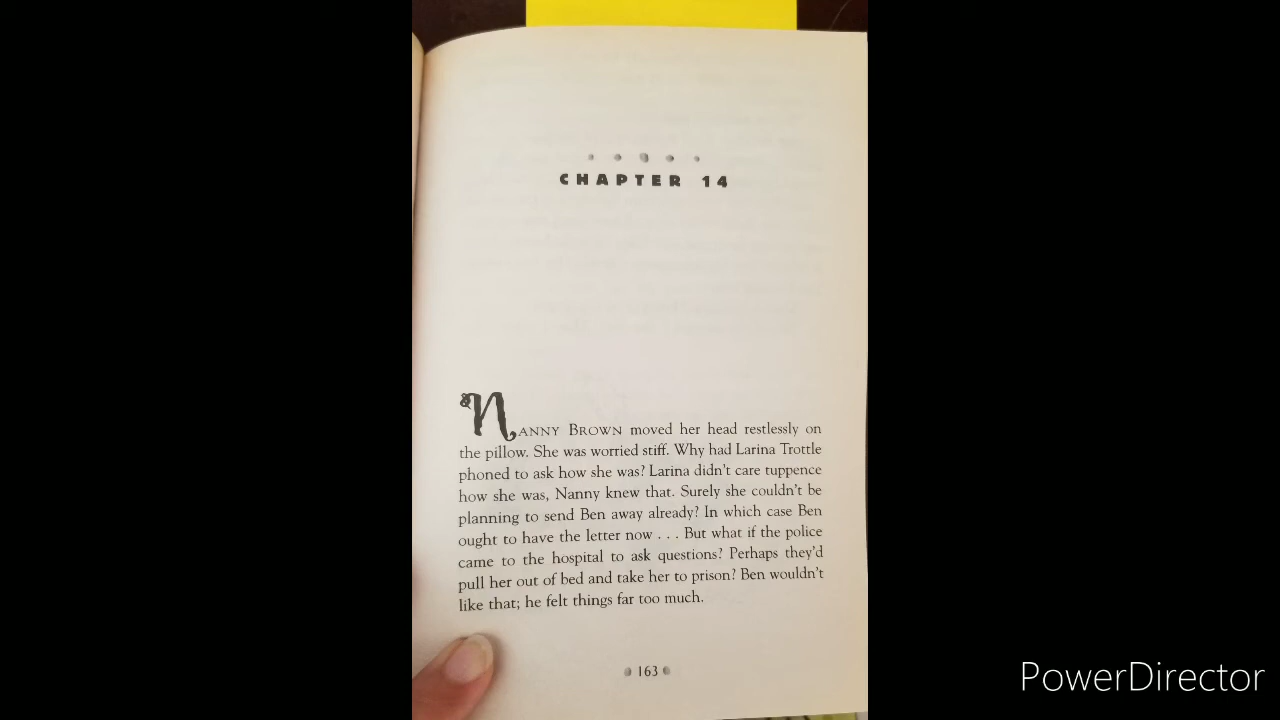 CHAPTER 14
NANNY BROWN moved her head restlessly on
the pillow. She was worried stiff. Why had Larina Trottle
phoned to ask how she was? Larina didn't care tuppence
how she was, Nanny knew that. Surely she couldn't be
planning to send Ben away already? In which case Ben
ought to have the letter now . . . But what if the police
came to the hospital to ask questions? Perhaps they'd
pull her out of bed and take her to prison? Ben wouldn't
like that; he felt things far too much.
163
PowerDirector